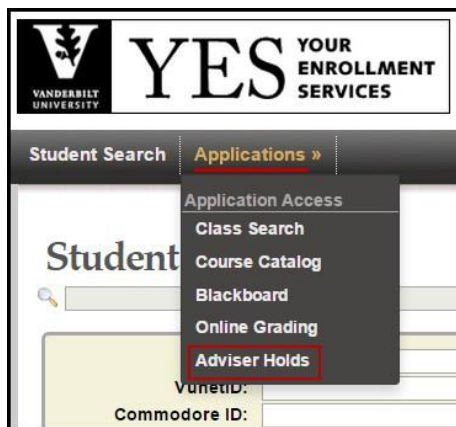 VANDERBILT
UNIVERSITY
YES
YOUR
ENROLLMENT
SERVICES
Student Search
Applications »
Application Access
Class Search
Course Catalog
Blackboard
Online Grading
Adviser Holds
Student
VunetID:
Commodore ID: